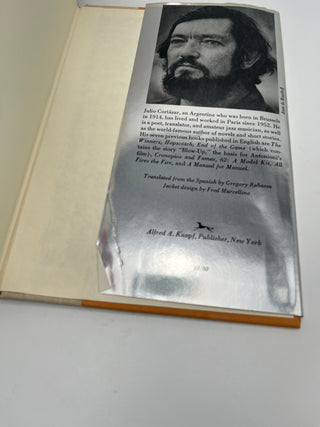 Julio Cortázar, an Argentine who was born in Brussels
in 1914, has lived and worked in Paris since 1952. He
is a poet, translator, and amateur jazz musician, as well
as the world-famous author of novels and short stories.
His seven previous books published in English are The
Winners, Hopscotch, End of the Game (which con-
tains the story "Blow-Up," the basis for Antonioni's
film), Cronopios and Famas, 62: A Model Kit, All
Fires the Fire, and A Manual for Manuel.
Translated from the Spanish by Gregory Rabassa
Jacket design by Fred Marcellino
Alfred A. Knopf, Publisher, New York